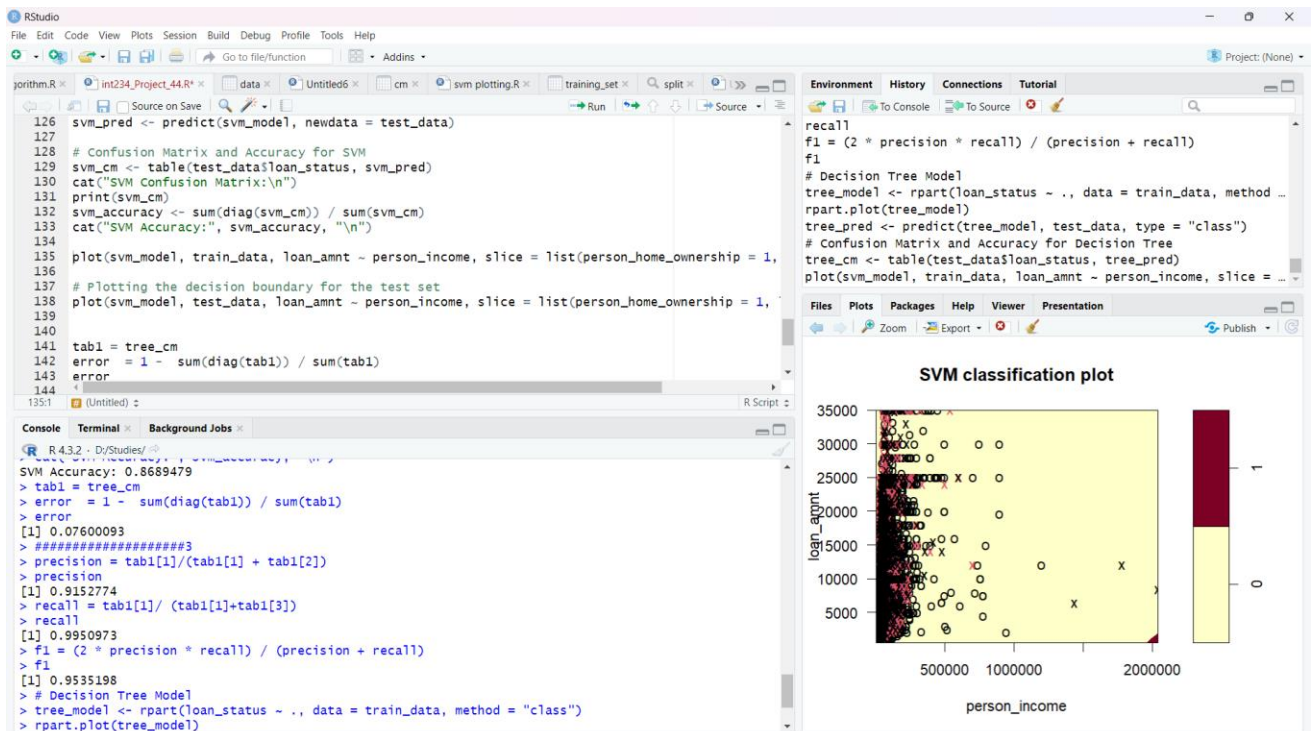 RStudio
File Edit Code View Plots Session Build Debug Profile Tools Help
Go to file/function Addins Project: (None)
gorithm.R int234_Project_44.R* data Untitled6 cm svm plotting.R training_set split
Source on Save Run Source
126 svm_pred <- predict(svm_model, newdata = test_data)
127
128 # Confusion Matrix and Accuracy for SVM
129 svm_cm <- table(test_data$loan_status, svm_pred)
130 cat("SVM Confusion Matrix:\n")
131 print(svm_cm)
132 svm_accuracy <- sum(diag(svm_cm)) / sum(svm_cm)
133 cat("SVM Accuracy:", svm_accuracy, "\n")
134
135 plot(svm_model, train_data, loan_amnt ~ person_income, slice = list(person_home_ownership = 1,
136
137 # Plotting the decision boundary for the test set
138 plot(svm_model, test_data, loan_amnt ~ person_income, slice = list(person_home_ownership = 1,
139
140
141 tab1 = tree_cm
142 error = 1 - sum(diag(tab1)) / sum(tab1)
143 error
144
135:1 (Untitled) R Script
Console Terminal Background Jobs
R 4.3.2 · D:/Studies/
SVM Accuracy: 0.8689479
> tab1 = tree_cm
> error = 1 - sum(diag(tab1)) / sum(tab1)
> error
[1] 0.07600093
> ####################3
> precision = tab1[1]/(tab1[1] + tab1[2])
> precision
[1] 0.9152774
> recall = tab1[1]/ (tab1[1]+tab1[3])
> recall
[1] 0.9950973
> f1 = (2 * precision * recall) / (precision + recall)
> f1
[1] 0.9535198
> # Decision Tree Model
> tree_model <- rpart(loan_status ~ ., data = train_data, method = "class")
> rpart.plot(tree_model)
Environment History Connections Tutorial
To Console To Source
recall
f1 = (2 * precision * recall) / (precision + recall)
f1
# Decision Tree Model
tree_model <- rpart(loan_status ~ ., data = train_data, method …
rpart.plot(tree_model)
tree_pred <- predict(tree_model, test_data, type = "class")
# Confusion Matrix and Accuracy for Decision Tree
tree_cm <- table(test_data$loan_status, tree_pred)
plot(svm_model, train_data, loan_amnt ~ person_income, slice = …
Files Plots Packages Help Viewer Presentation
Zoom Export Publish
SVM classification plot
35000
30000
25000
20000
15000
10000
5000
loan_amnt
500000 1000000 2000000
person_income
1
0